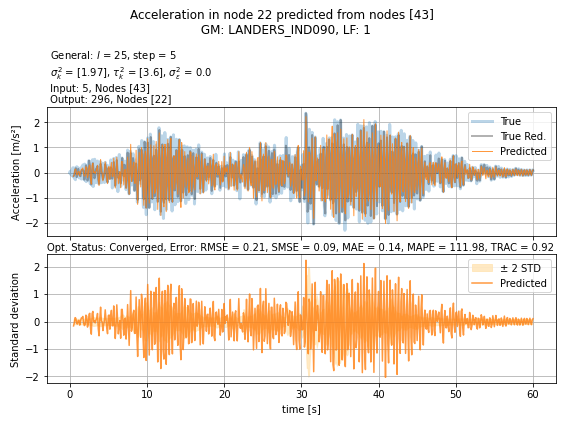 Acceleration in node 22 predicted from nodes [43]
GM: LANDERS_IND090, LF: 1
General: l = 25, step = 5
σ²ₖ = [1.97], τ²ₖ = [3.6], σ²ε = 0.0
Input: 5, Nodes [43]
Output: 296, Nodes [22]
Acceleration [m/s²]
2
1
0
−1
−2
True
True Red.
Predicted
Opt. Status: Converged, Error: RMSE = 0.21, SMSE = 0.09, MAE = 0.14, MAPE = 111.98, TRAC = 0.92
Standard deviation
2
1
0
−1
−2
± 2 STD
Predicted
0 10 20 30 40 50 60
time [s]